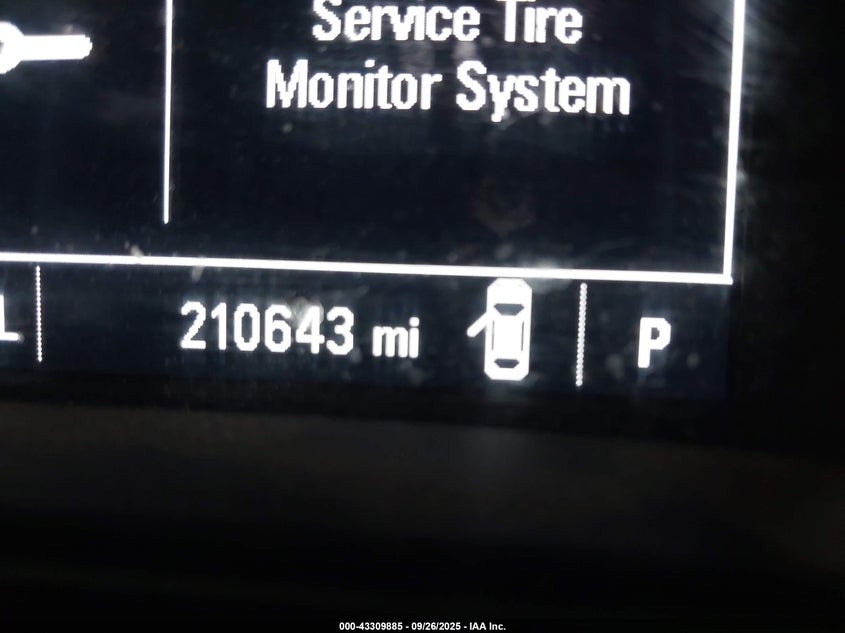 Service Tire
Monitor System
210643 mi
P
000-43309885 - 09/26/2025 - IAA Inc.